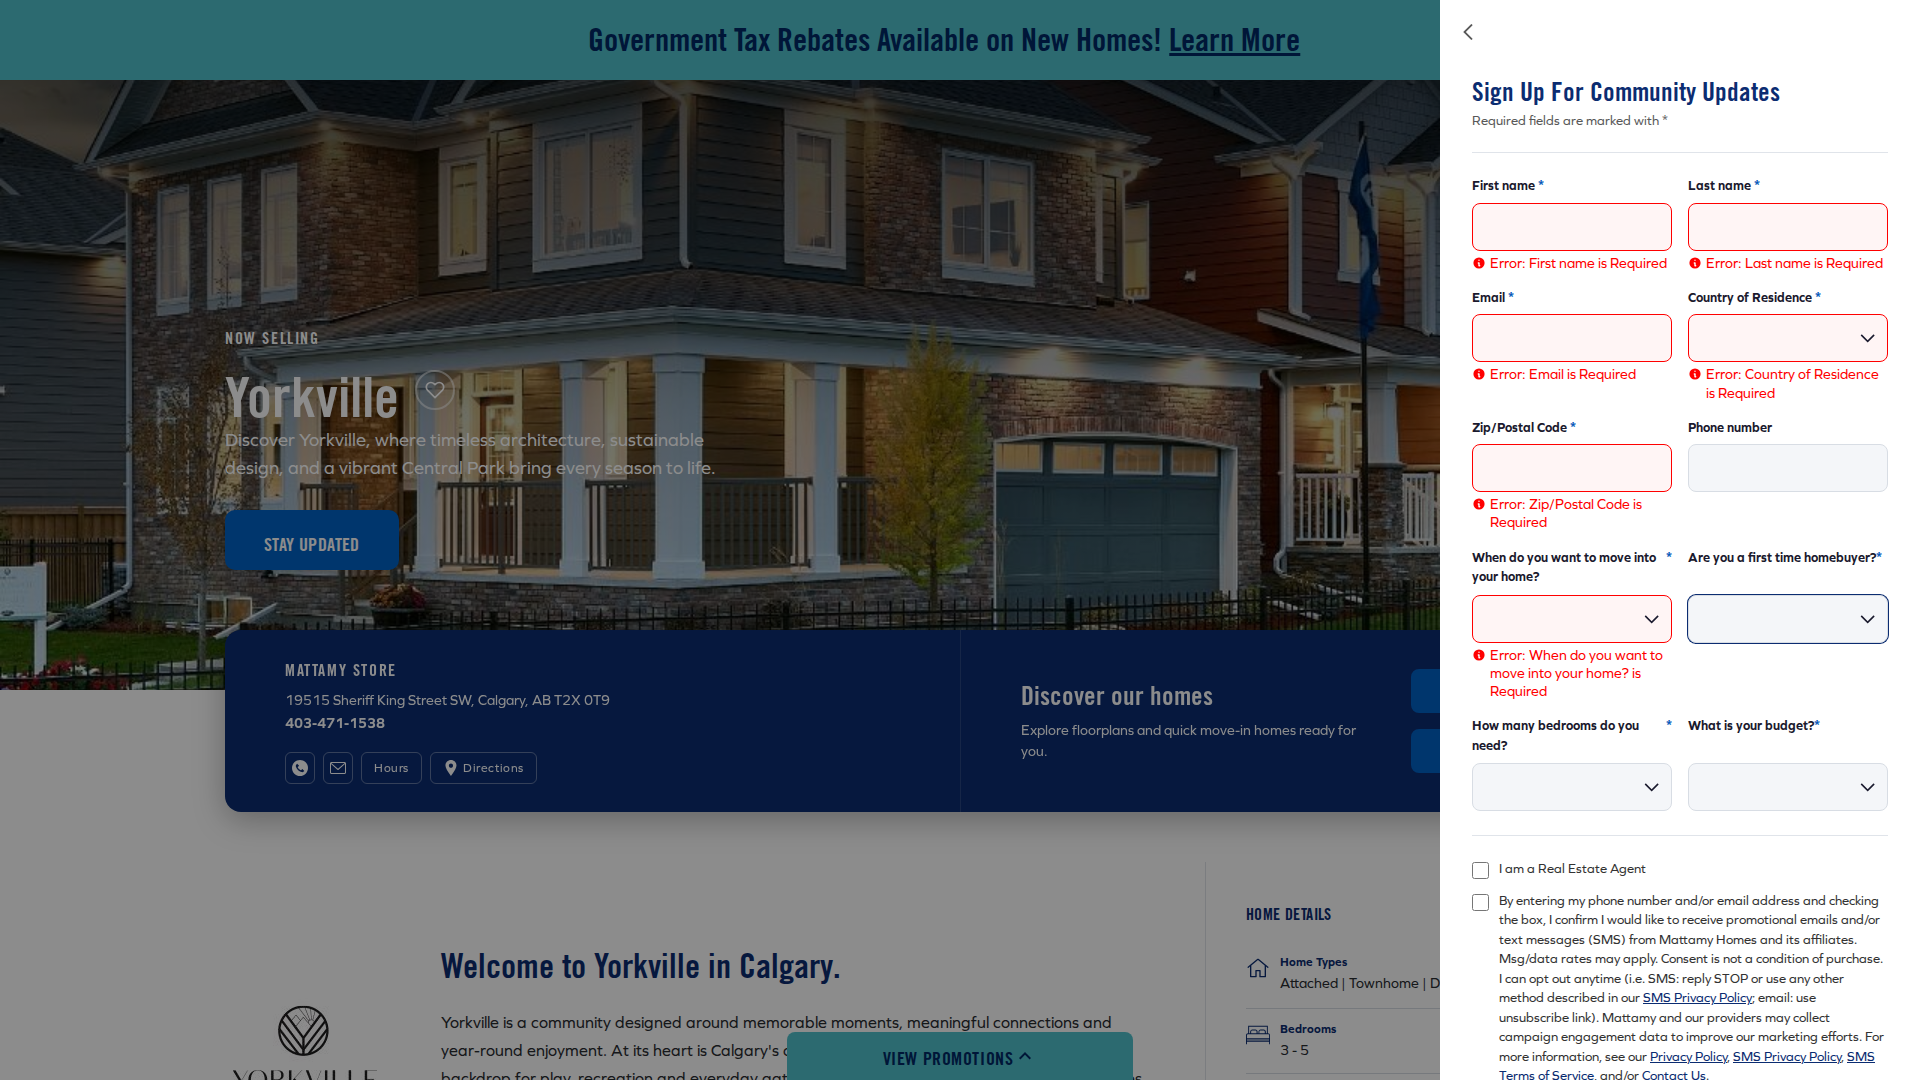 Government Tax Rebates Available on New Homes! Learn More
NOW SELLING
Yorkville
Discover Yorkville, where timeless architecture, sustainable
design, and a vibrant Central Park bring every season to life.
STAY UPDATED
MATTAMY STORE
19515 Sheriff King Street SW, Calgary, AB T2X 0T9
403-471-1538
Hours
Directions
Discover our homes
Explore floorplans and quick move-in homes ready for
you.
Welcome to Yorkville in Calgary.
Yorkville is a community designed around memorable moments, meaningful connections and
year-round enjoyment. At its heart is Calgary's
backdrop for play, recreation and everyday
YORKVILLE
HOME DETAILS
Home Types
Attached | Townhome | D
Bedrooms
3 - 5
VIEW PROMOTIONS
Sign Up For Community Updates
Required fields are marked with *
First name *
Last name *
Error: First name is Required
Error: Last name is Required
Email *
Country of Residence *
Error: Email is Required
Error: Country of Residence
is Required
Zip/Postal Code *
Phone number
Error: Zip/Postal Code is
Required
When do you want to move into *
your home?
Are you a first time homebuyer?*
Error: When do you want to
move into your home? is
Required
How many bedrooms do you *
need?
What is your budget?*
I am a Real Estate Agent
By entering my phone number and/or email address and checking
the box, I confirm I would like to receive promotional emails and/or
text messages (SMS) from Mattamy Homes and its affiliates.
Msg/data rates may apply. Consent is not a condition of purchase.
I can opt out anytime (i.e. SMS: reply STOP or use any other
method described in our SMS Privacy Policy; email: use
unsubscribe link). Mattamy and our providers may collect
campaign engagement data to improve our marketing efforts. For
more information, see our Privacy Policy, SMS Privacy Policy, SMS
Terms of Service, and/or Contact Us.